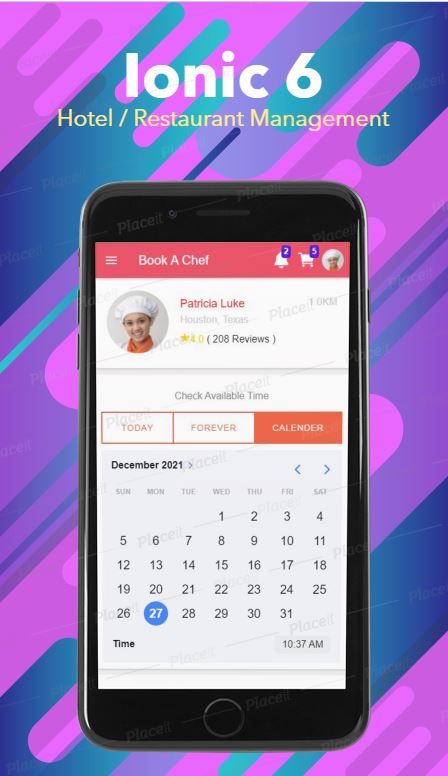 Ionic 6
Hotel / Restaurant Management
Book A Chef
2
5
Patricia Luke
1.0KM
Houston, Texas
4.0 ( 208 Reviews )
Check Available Time
TODAY FOREVER CALENDER
December 2021
SUN MON TUE WED THU FRI SAT
1 2 3 4
5 6 7 8 9 10 11
12 13 14 15 16 17 18
19 20 21 22 23 24 25
26 27 28 29 30 31
Time 10:37 AM
Placeit